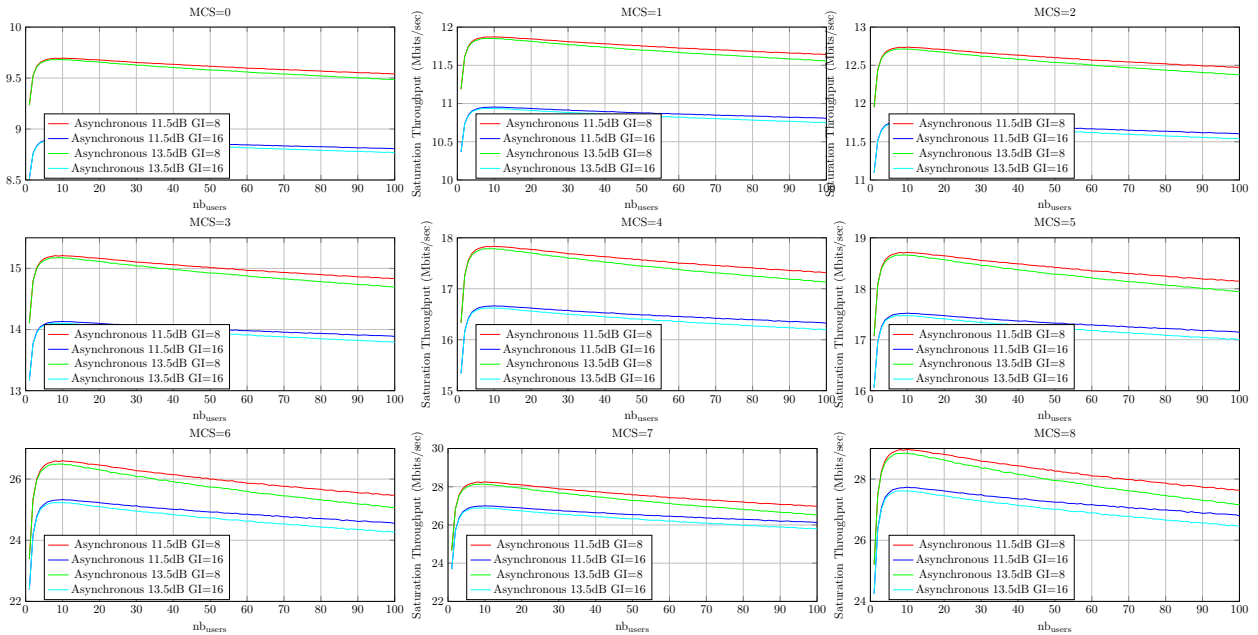 MCS=0
10
9.5
9
8.5
0 10 20 30 40 50 60 70 80 90 100
nb_users
Asynchronous 11.5dB GI=8
Asynchronous 11.5dB GI=16
Asynchronous 13.5dB GI=8
Asynchronous 13.5dB GI=16
MCS=1
Saturation Throughput (Mbits/sec)
12
11.5
11
10.5
10
0 10 20 30 40 50 60 70 80 90 100
nb_users
Asynchronous 11.5dB GI=8
Asynchronous 11.5dB GI=16
Asynchronous 13.5dB GI=8
Asynchronous 13.5dB GI=16
MCS=2
Saturation Throughput (Mbits/sec)
13
12.5
12
11.5
11
0 10 20 30 40 50 60 70 80 90 100
nb_users
Asynchronous 11.5dB GI=8
Asynchronous 11.5dB GI=16
Asynchronous 13.5dB GI=8
Asynchronous 13.5dB GI=16
MCS=3
15
14
13
0 10 20 30 40 50 60 70 80 90 100
nb_users
Asynchronous 11.5dB GI=8
Asynchronous 11.5dB GI=16
Asynchronous 13.5dB GI=8
Asynchronous 13.5dB GI=16
MCS=4
Saturation Throughput (Mbits/sec)
18
17
16
15
0 10 20 30 40 50 60 70 80 90 100
nb_users
Asynchronous 11.5dB GI=8
Asynchronous 11.5dB GI=16
Asynchronous 13.5dB GI=8
Asynchronous 13.5dB GI=16
MCS=5
Saturation Throughput (Mbits/sec)
19
18
17
16
0 10 20 30 40 50 60 70 80 90 100
nb_users
Asynchronous 11.5dB GI=8
Asynchronous 11.5dB GI=16
Asynchronous 13.5dB GI=8
Asynchronous 13.5dB GI=16
MCS=6
26
24
22
0 10 20 30 40 50 60 70 80 90 100
nb_users
Asynchronous 11.5dB GI=8
Asynchronous 11.5dB GI=16
Asynchronous 13.5dB GI=8
Asynchronous 13.5dB GI=16
MCS=7
Saturation Throughput (Mbits/sec)
30
28
26
24
22
0 10 20 30 40 50 60 70 80 90 100
nb_users
Asynchronous 11.5dB GI=8
Asynchronous 11.5dB GI=16
Asynchronous 13.5dB GI=8
Asynchronous 13.5dB GI=16
MCS=8
Saturation Throughput (Mbits/sec)
28
26
24
0 10 20 30 40 50 60 70 80 90 100
nb_users
Asynchronous 11.5dB GI=8
Asynchronous 11.5dB GI=16
Asynchronous 13.5dB GI=8
Asynchronous 13.5dB GI=16